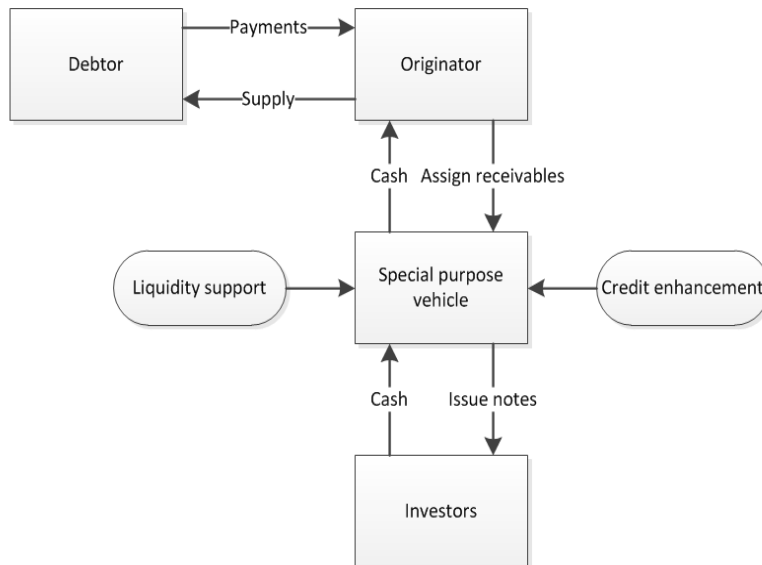 Payments
Debtor
Originator
Supply
Cash
Assign receivables
Liquidity support
Special purpose
vehicle
Credit enhancement
Cash
Issue notes
Investors